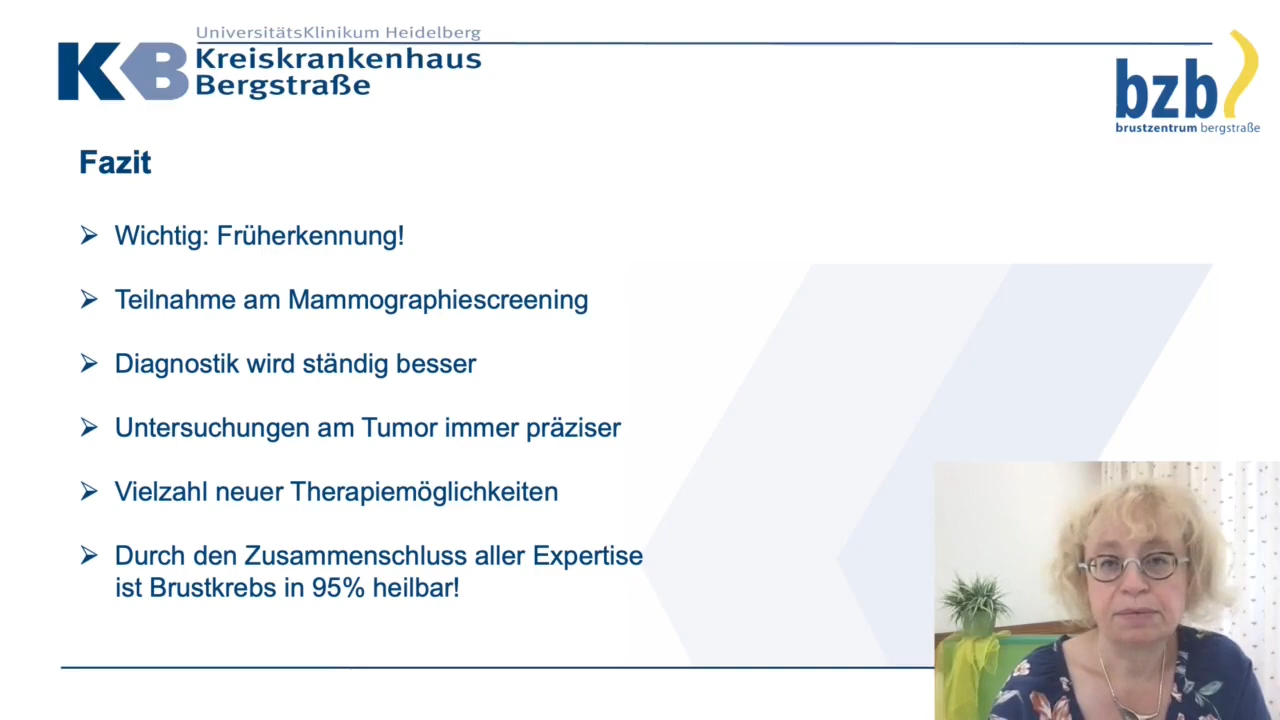 UniversitätsKlinikum Heidelberg
KB Kreiskrankenhaus
Bergstraße
bzb
brustzentrum bergstraße
Fazit
➢ Wichtig: Früherkennung!
➢ Teilnahme am Mammographiescreening
➢ Diagnostik wird ständig besser
➢ Untersuchungen am Tumor immer präziser
➢ Vielzahl neuer Therapiemöglichkeiten
➢ Durch den Zusammenschluss aller Expertise
ist Brustkrebs in 95% heilbar!